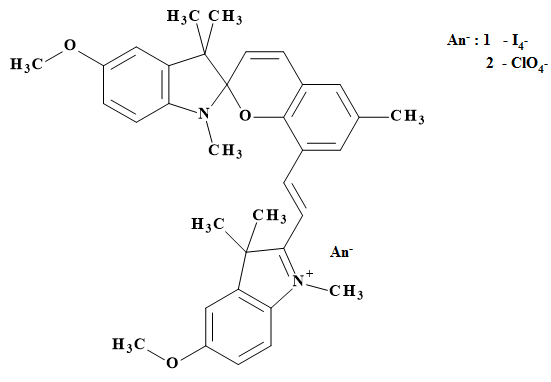 H₃C CH₃
An⁻ : 1 - I₄-
2 - ClO₄-
O
H₃C
N
O
CH₃
CH₃
H₃C CH₃
An⁻
N⁺
CH₃
H₃C
O